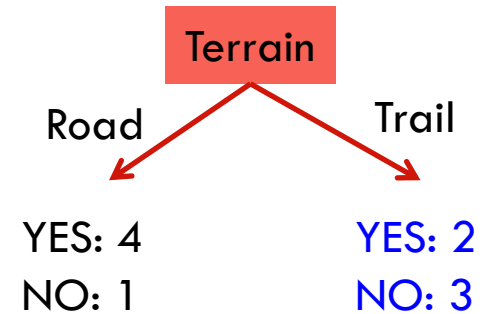 Terrain
Road
Trail
YES: 4
NO: 1
YES: 2
NO: 3